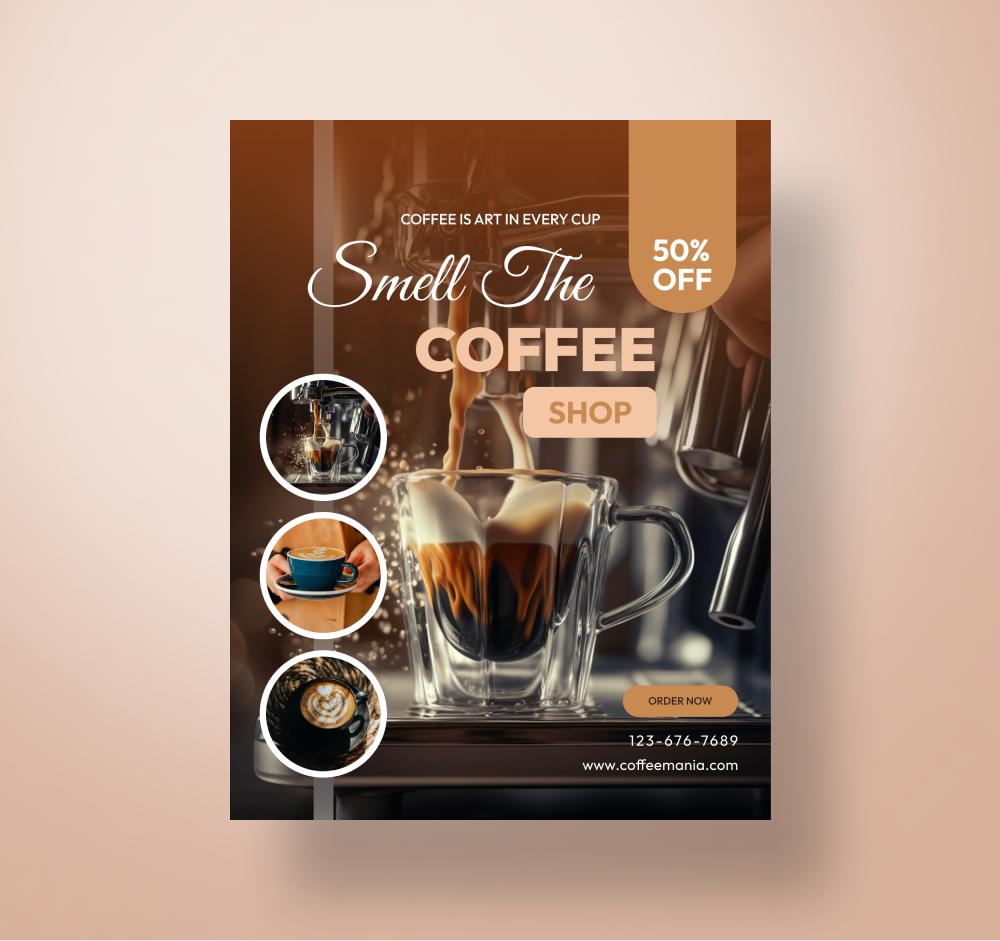 COFFEE IS ART IN EVERY CUP
Smell The
COFFEE
SHOP
50%
OFF
ORDER NOW
123-676-7689
www.coffeemania.com